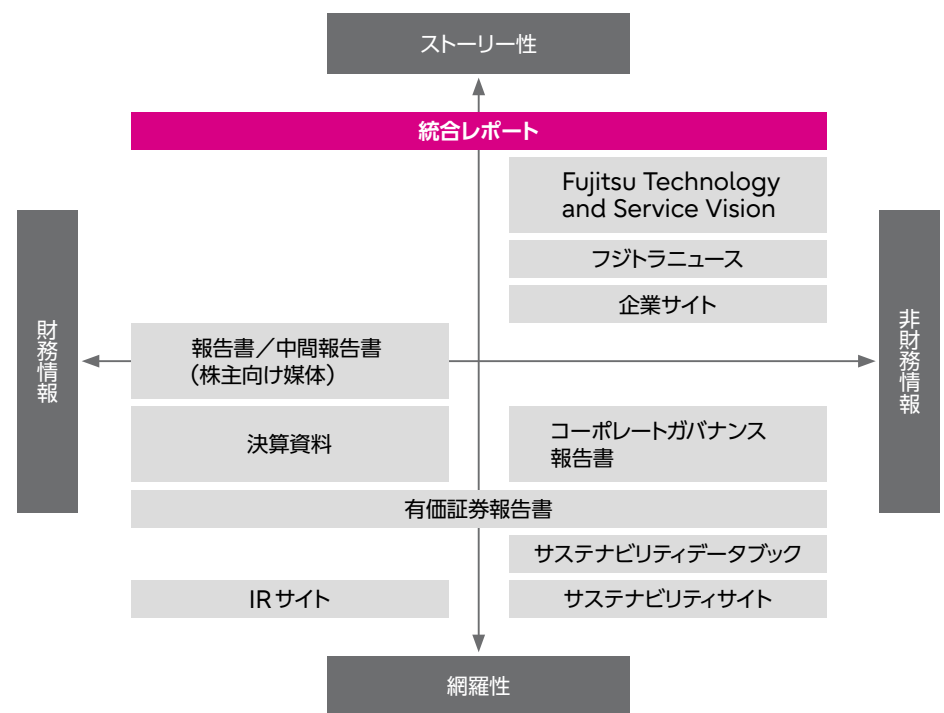 ストーリー性
統合レポート
Fujitsu Technology
and Service Vision
フジトラニュース
企業サイト
財務情報
報告書／中間報告書
（株主向け媒体）
非財務情報
決算資料
コーポレートガバナンス
報告書
有価証券報告書
サステナビリティデータブック
IRサイト
サステナビリティサイト
網羅性